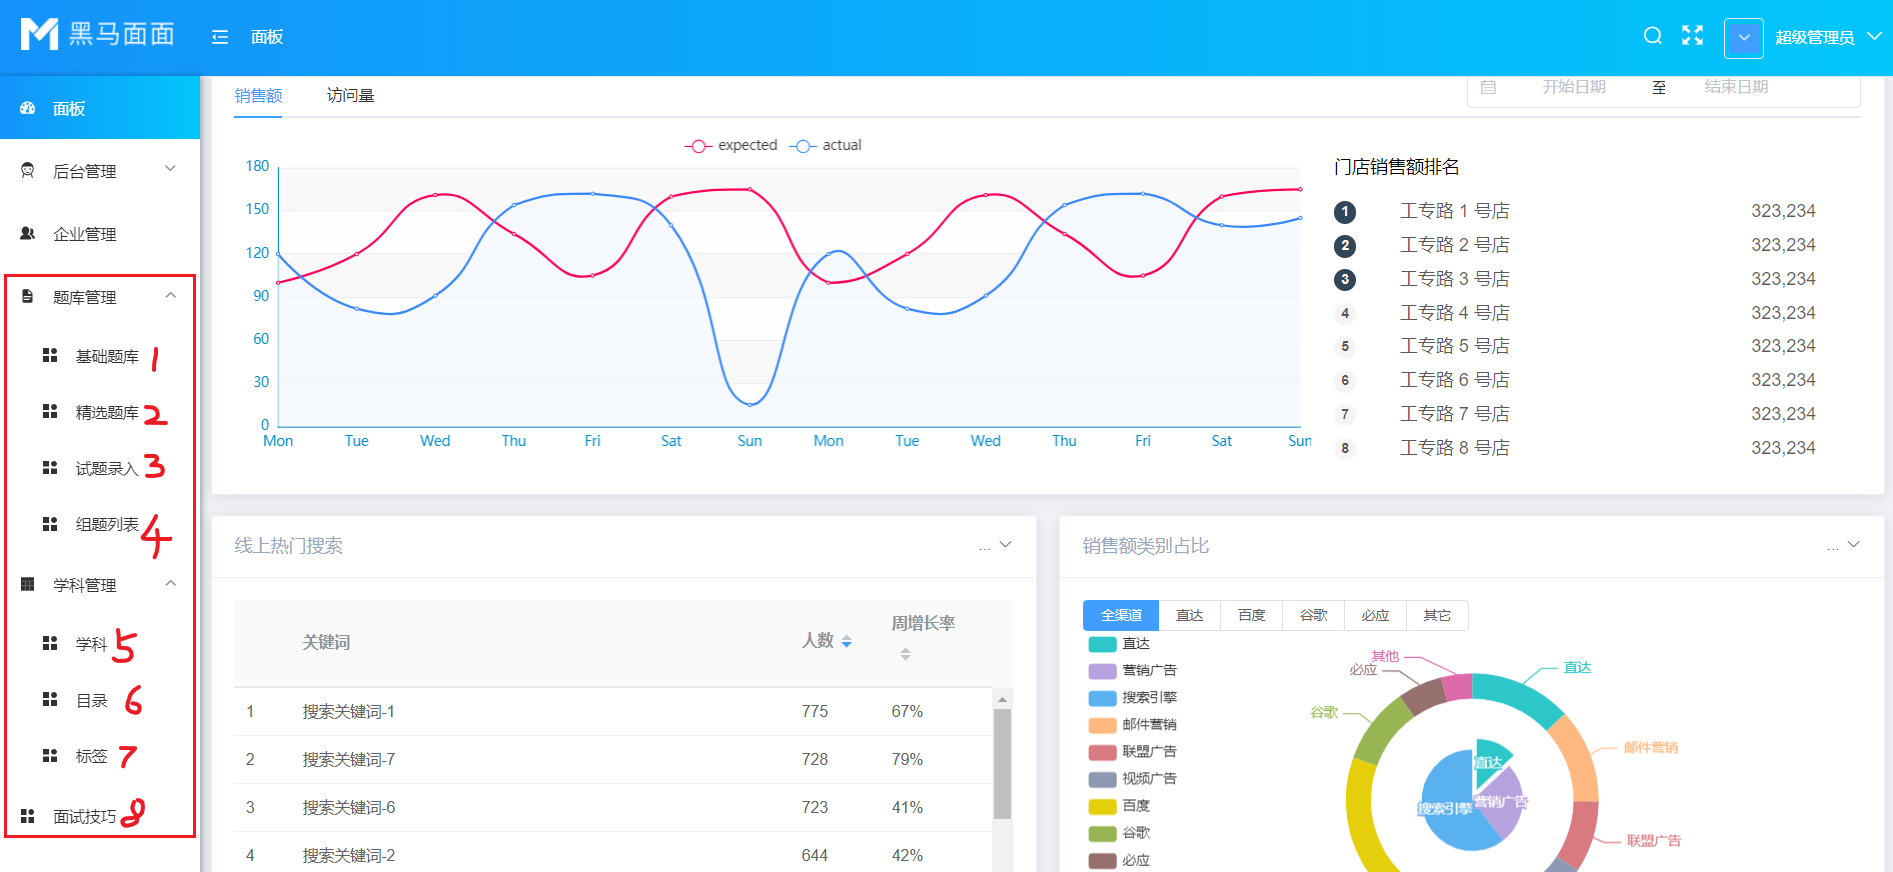 黑马面面
面板
超级管理员
面板
后台管理
企业管理
题库管理
基础题库 1
精选题库 2
试题录入 3
组题列表 4
学科管理
学科 5
目录 6
标签 7
面试技巧 8
销售额 访问量
开始日期 至 结束日期
expected actual
180
150
120
90
60
30
0
Mon Tue Wed Thu Fri Sat Sun Mon Tue Wed Thu Fri Sat Sun
门店销售额排名
1 工专路 1 号店 323,234
2 工专路 2 号店 323,234
3 工专路 3 号店 323,234
4 工专路 4 号店 323,234
5 工专路 5 号店 323,234
6 工专路 6 号店 323,234
7 工专路 7 号店 323,234
8 工专路 8 号店 323,234
线上热门搜索 ...
关键词 人数 周增长率
1 搜索关键词-1 775 67%
2 搜索关键词-7 728 79%
3 搜索关键词-6 723 41%
4 搜索关键词-2 644 42%
销售额类别占比 ...
全渠道 直达 百度 谷歌 必应 其它
直达
营销广告
搜索引擎
邮件营销
联盟广告
视频广告
百度
谷歌
必应
其他
必应
谷歌
直达
邮件营销
联盟广告
直达
营销广告
搜索引擎